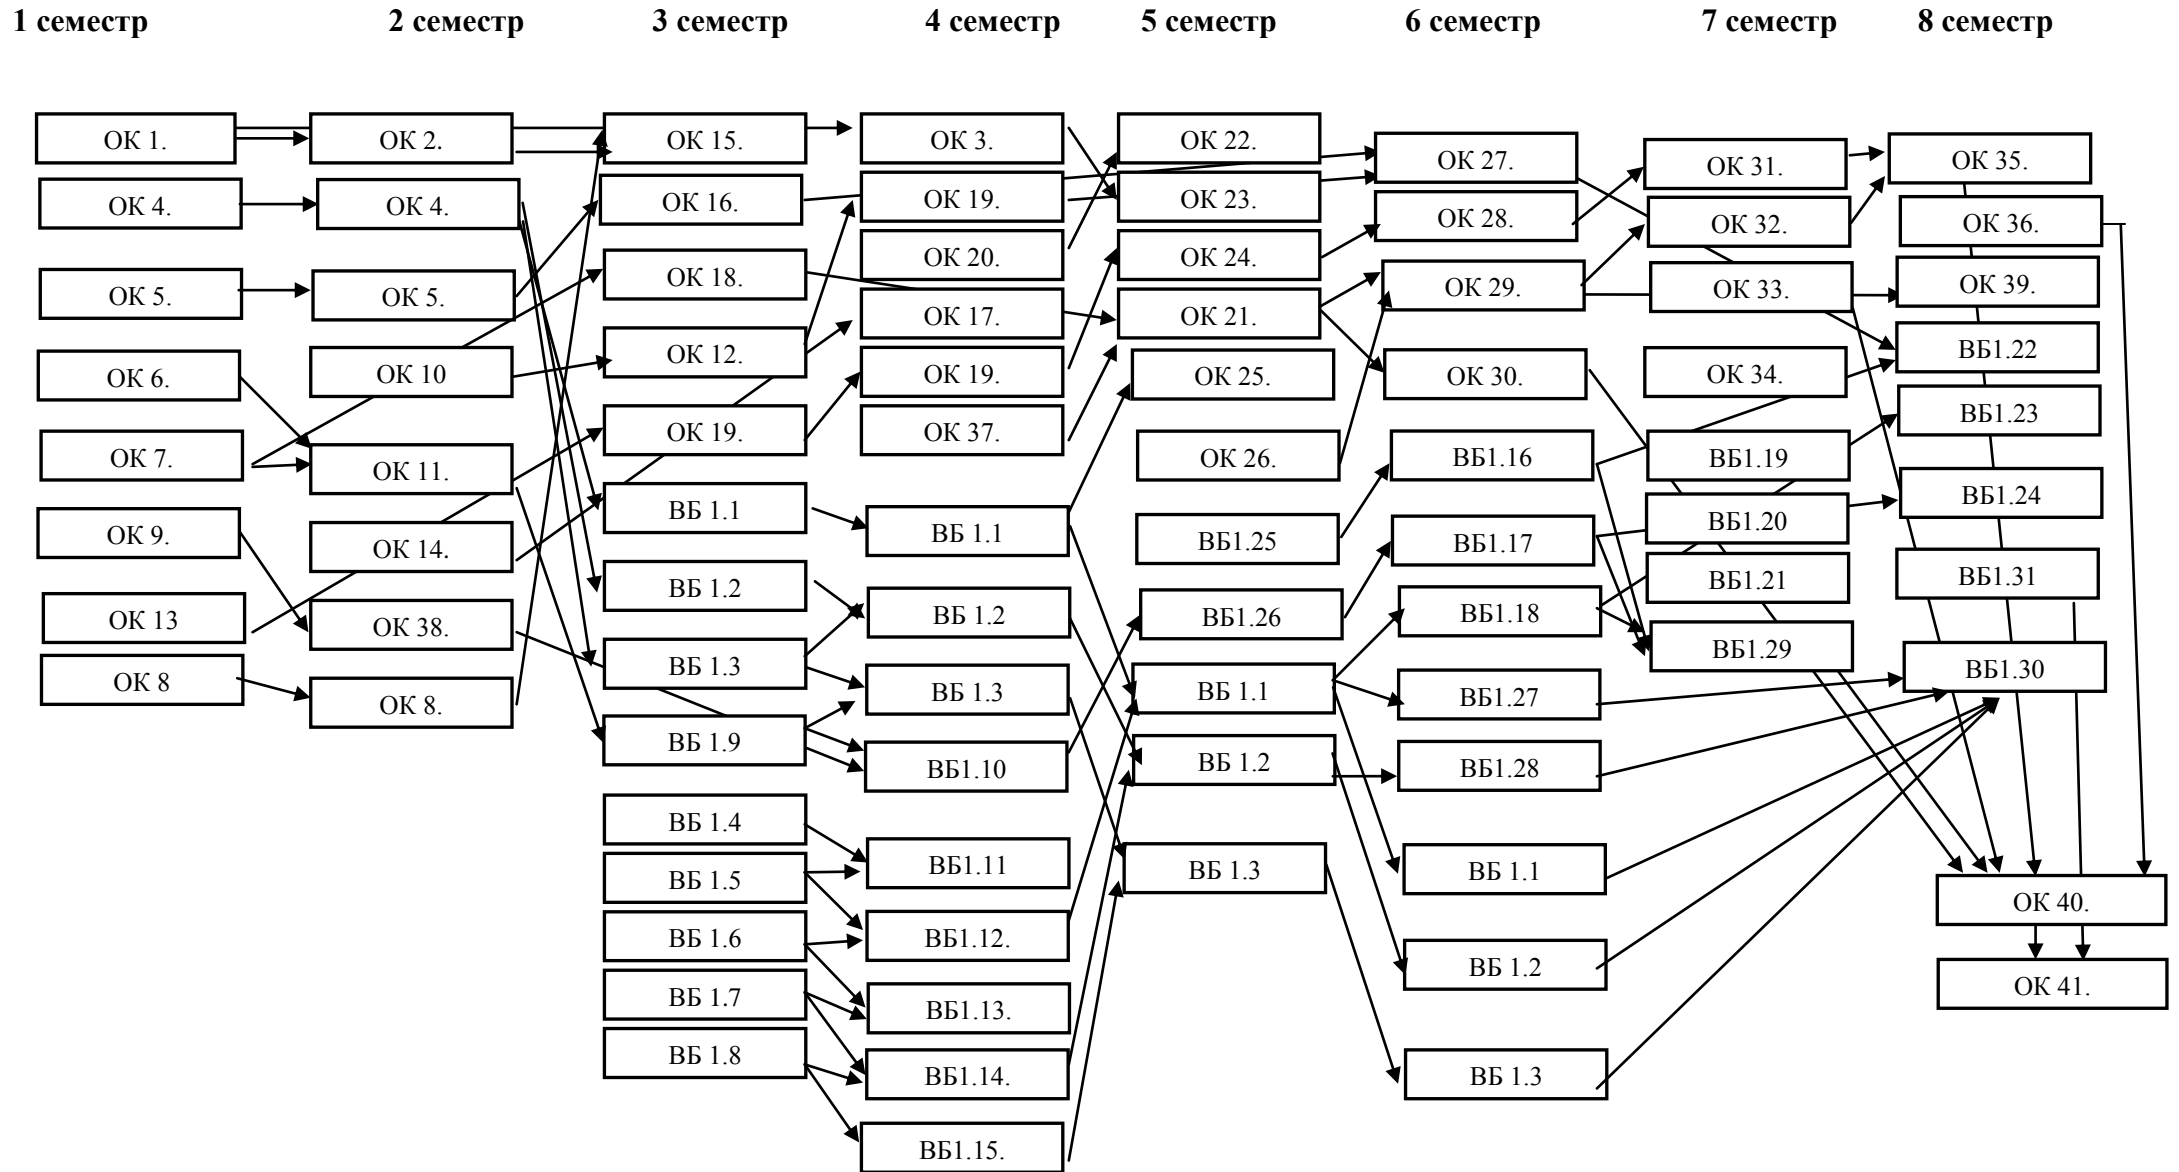 1 семестр
2 семестр
3 семестр
4 семестр
5 семестр
6 семестр
7 семестр
8 семестр
ОК 1.
ОК 4.
ОК 5.
ОК 6.
ОК 7.
ОК 9.
ОК 13
ОК 8
ОК 2.
ОК 4.
ОК 5.
ОК 10
ОК 11.
ОК 14.
ОК 38.
ОК 8.
ОК 15.
ОК 16.
ОК 18.
ОК 12.
ОК 19.
ВБ 1.1
ВБ 1.2
ВБ 1.3
ВБ 1.9
ВБ 1.4
ВБ 1.5
ВБ 1.6
ВБ 1.7
ВБ 1.8
ОК 3.
ОК 19.
ОК 20.
ОК 17.
ОК 19.
ОК 37.
ВБ 1.1
ВБ 1.2
ВБ 1.3
ВБ1.10
ВБ1.11
ВБ1.12.
ВБ1.13.
ВБ1.14.
ВБ1.15.
ОК 22.
ОК 23.
ОК 24.
ОК 21.
ОК 25.
ОК 26.
ВБ1.25
ВБ1.26
ВБ 1.1
ВБ 1.2
ВБ 1.3
ОК 27.
ОК 28.
ОК 29.
ОК 30.
ВБ1.16
ВБ1.17
ВБ1.18
ВБ1.27
ВБ1.28
ВБ 1.1
ВБ 1.2
ВБ 1.3
ОК 31.
ОК 32.
ОК 33.
ОК 34.
ВБ1.19
ВБ1.20
ВБ1.21
ВБ1.29
ОК 35.
ОК 36.
ОК 39.
ВБ1.22
ВБ1.23
ВБ1.24
ВБ1.31
ВБ1.30
ОК 40.
ОК 41.